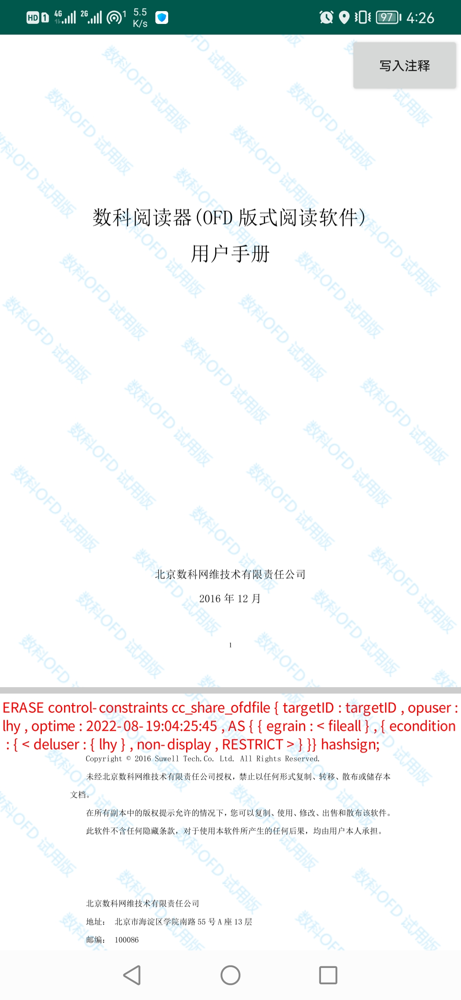 HD 1 4G 2G 1 5.5 K/s 97 4:26
写入注释
数科阅读器(OFD 版式阅读软件)
用户手册
北京数科网维技术有限责任公司
2016 年 12 月
1
ERASE control-constraints cc_share_ofdfile { targetID : targetID , opuser :
lhy , optime : 2022-08-19:04:25:45 , AS { { egrain : < fileall } , { econdition
: { < deluser : { lhy } , non-display , RESTRICT > } }} hashsign;
Copyright © 2016 Suwell Tech.Co. Ltd. All Rights Reserved.
未经北京数科网维技术有限责任公司授权，禁止以任何形式复制、转移、散布或储存本
文档。
在所有副本中的版权提示允许的情况下，您可以复制、使用、修改、出售和散布该软件。
此软件不含任何隐藏条款，对于使用本软件所产生的任何后果，均由用户本人承担。
北京数科网维技术有限责任公司
地址： 北京市海淀区学院南路 55 号 A 座 13 层
邮编： 100086
数科OFD 试用版